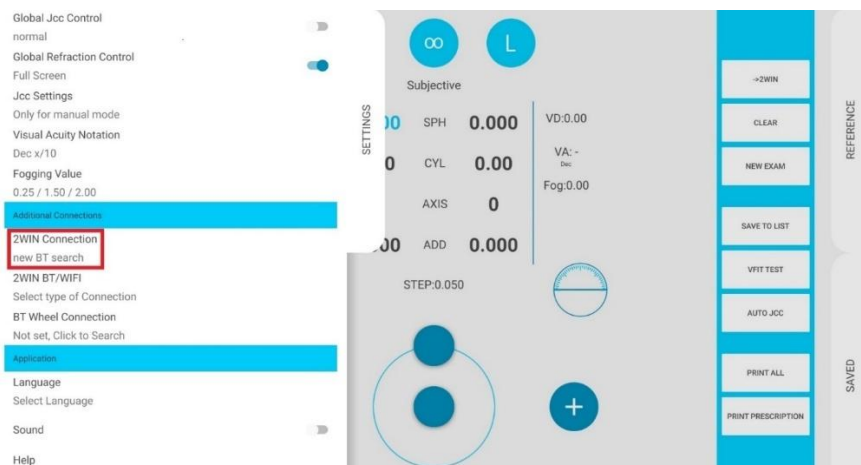 Global Jcc Control
normal
Global Refraction Control
Full Screen
Jcc Settings
Only for manual mode
Visual Acuity Notation
Dec x/10
Fogging Value
0.25 / 1.50 / 2.00
Additional Connections
2WIN Connection
new BT search
2WIN BT/WIFI
Select type of Connection
BT Wheel Connection
Not set, Click to Search
Application
Language
Select Language
Sound
Help
SETTINGS
∞ L
Subjective
00 SPH 0.000
0 CYL 0.00
AXIS 0
00 ADD 0.000
VD:0.00
VA: -
Dec
Fog:0.00
STEP:0.050
+
->2WIN
CLEAR
NEW EXAM
SAVE TO LIST
VFIT TEST
AUTO JCC
PRINT ALL
PRINT PRESCRIPTION
REFERENCE
SAVED